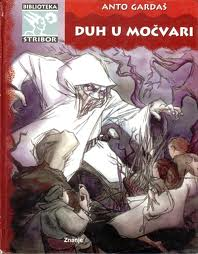 BIBLIOTEKA
STRIBOR
ANTO GARDAŠ
DUH U MOČVARI
Znanje